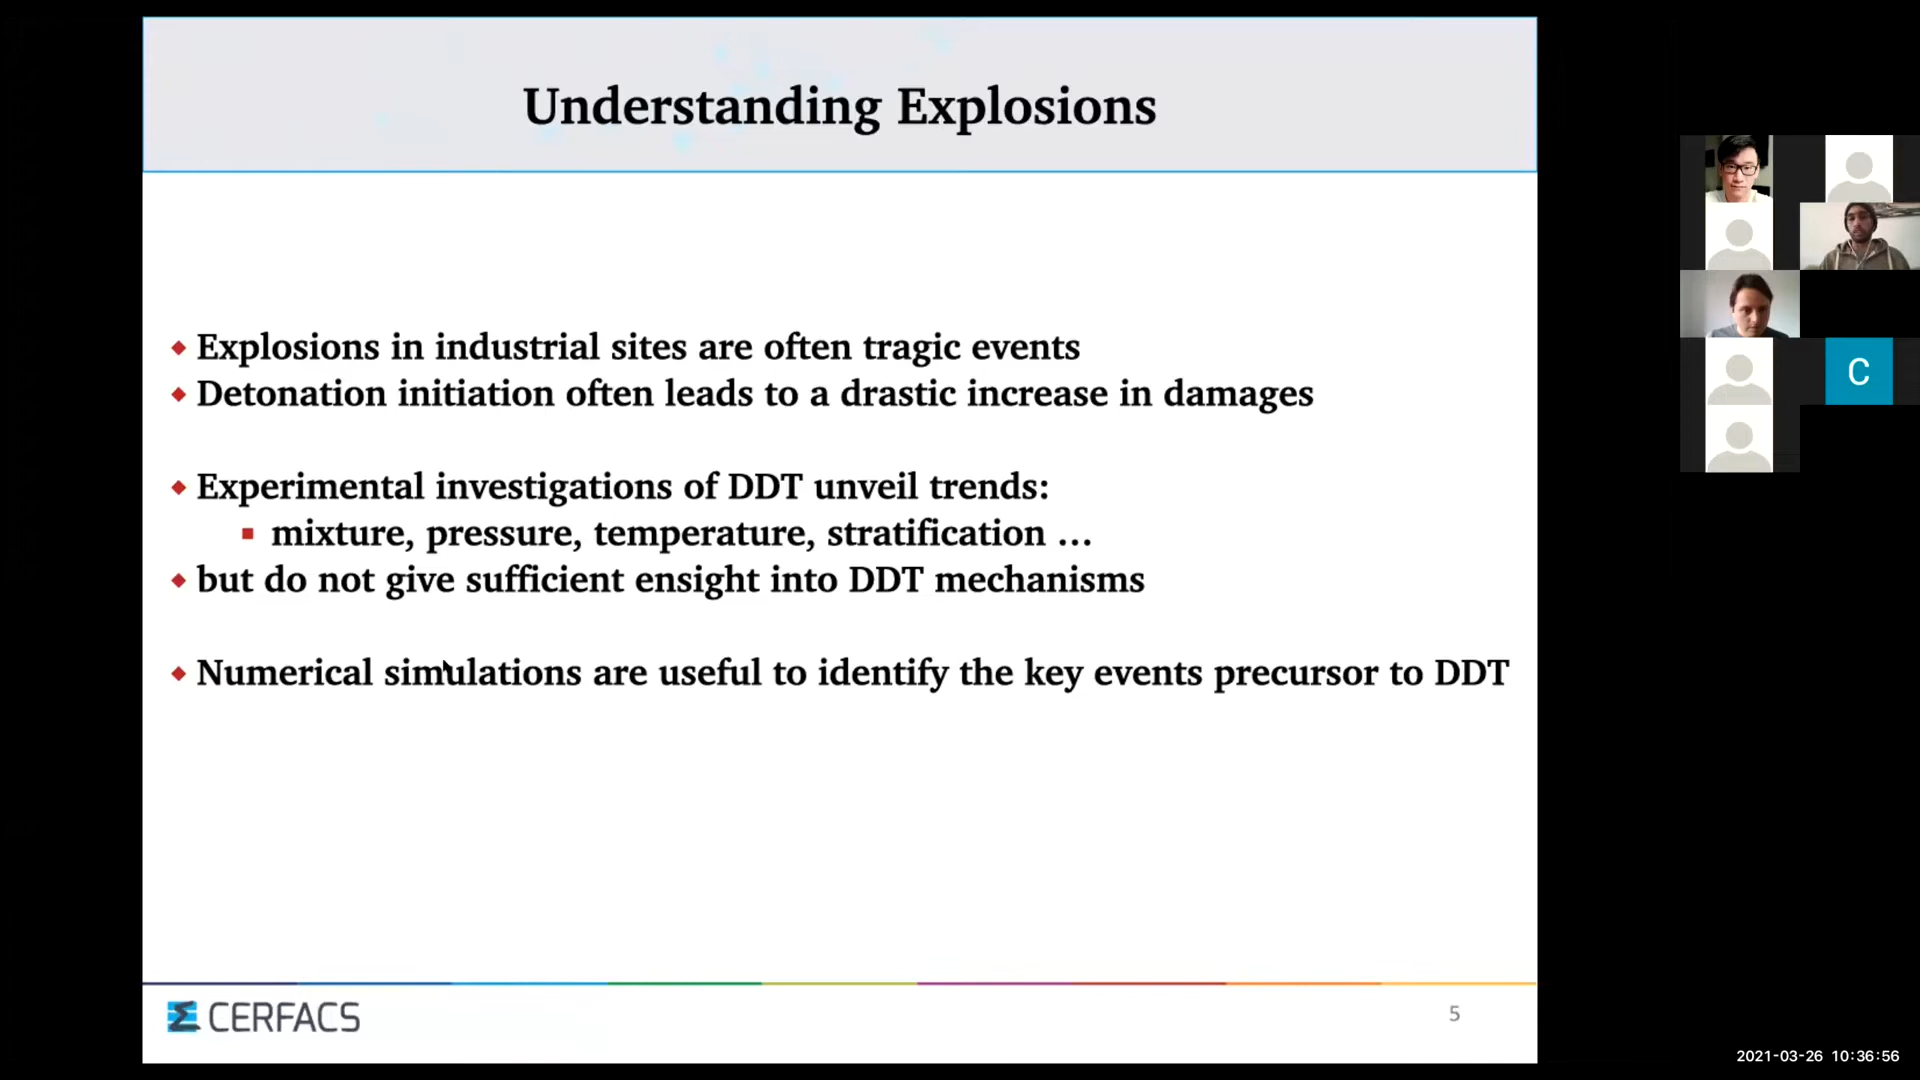 Understanding Explosions
Explosions in industrial sites are often tragic events
Detonation initiation often leads to a drastic increase in damages
Experimental investigations of DDT unveil trends:
mixture, pressure, temperature, stratification ...
but do not give sufficient ensight into DDT mechanisms
Numerical simulations are useful to identify the key events precursor to DDT
CERFACS
5
C
2021-03-26 10:36:56